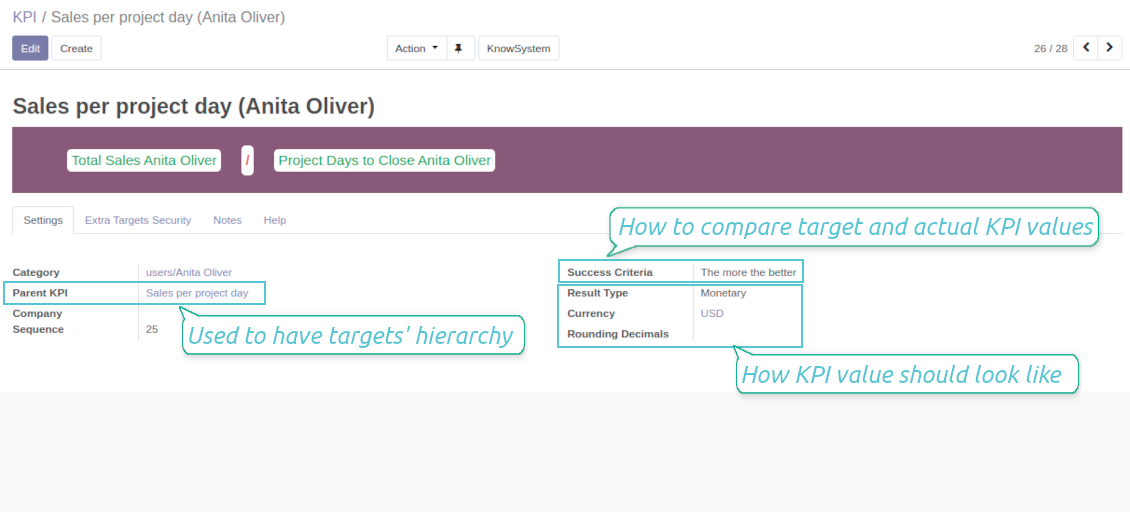 KPI / Sales per project day (Anita Oliver)
Edit Create Action KnowSystem 26 / 28
Sales per project day (Anita Oliver)
Total Sales Anita Oliver / Project Days to Close Anita Oliver
Settings Extra Targets Security Notes Help
How to compare target and actual KPI values
Category users/Anita Oliver
Parent KPI Sales per project day
Company
Sequence 25
Used to have targets' hierarchy
Success Criteria The more the better
Result Type Monetary
Currency USD
Rounding Decimals
How KPI value should look like